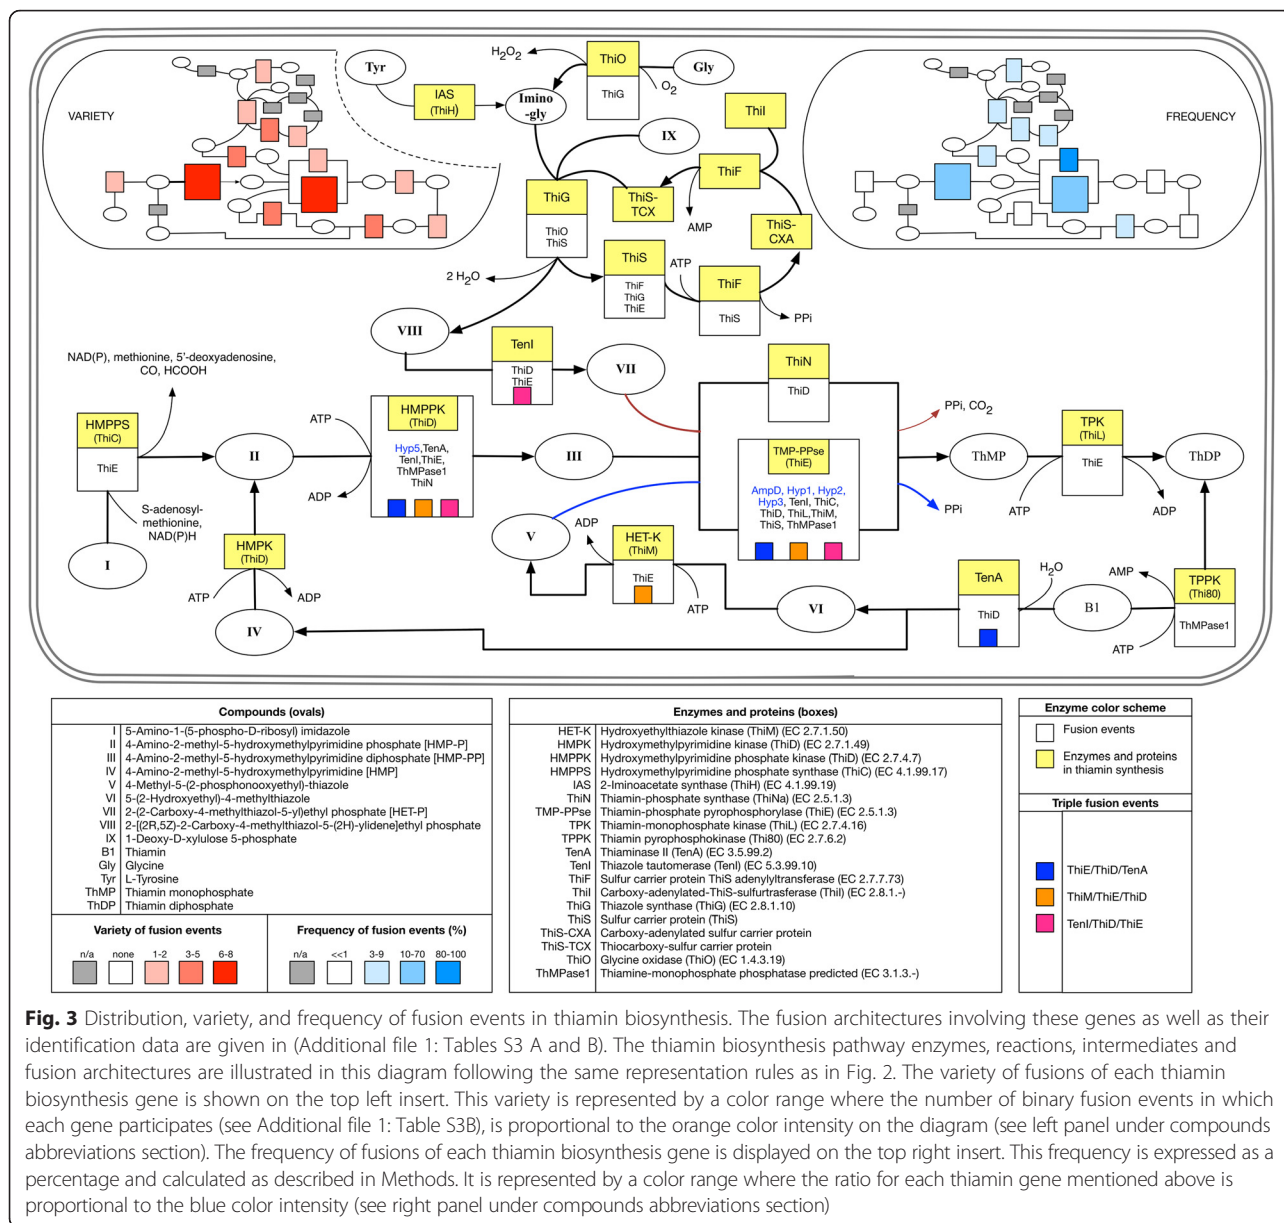 VARIETY
FREQUENCY
Tyr
IAS
(ThiH)
H2O2
Imino
-gly
ThiO
ThiG
O2
Gly
IX
ThiI
ThiF
AMP
ThiS-
TCX
ThiS-
CXA
ThiG
ThiO
ThiS
2 H2O
ThiS
ThiF
ThiG
ThiE
ATP
ThiF
ThiS
PPi
VIII
TenI
ThiD
ThiE
VII
ThiN
ThiD
NAD(P), methionine, 5'-deoxyadenosine,
CO, HCOOH
HMPPS
(ThiC)
ThiE
S-adenosyl-
methionine,
NAD(P)H
I
II
ATP
ADP
HMPPK
(ThiD)
Hyp5,TenA,
TenI,ThiE,
ThMPase1
ThiN
III
TMP-PPse
(ThiE)
AmpD, Hyp1, Hyp2,
Hyp3, TenI, ThiC,
ThiD, ThiL,ThiM,
ThiS, ThMPase1
PPi, CO2
PPi
ThMP
TPK
(ThiL)
ThiE
ATP
ADP
ThDP
HMPK
(ThiD)
ATP
ADP
IV
V
ADP
HET-K
(ThiM)
ThiE
ATP
VI
TenA
ThiD
H2O
B1
AMP
ATP
TPPK
(Thi80)
ThMPase1
Compounds (ovals)
I 5-Amino-1-(5-phospho-D-ribosyl) imidazole
II 4-Amino-2-methyl-5-hydroxymethylpyrimidine phosphate [HMP-P]
III 4-Amino-2-methyl-5-hydroxymethylpyrimidine diphosphate [HMP-PP]
IV 4-Amino-2-methyl-5-hydroxymethylpyrimidine [HMP]
V 4-Methyl-5-(2-phosphonooxyethyl)-thiazole
VI 5-(2-Hydroxyethyl)-4-methylthiazole
VII 2-(2-Carboxy-4-methylthiazol-5-yl)ethyl phosphate [HET-P]
VIII 2-[(2R,5Z)-2-Carboxy-4-methylthiazol-5-(2H)-ylidene]ethyl phosphate
IX 1-Deoxy-D-xylulose 5-phosphate
B1 Thiamin
Gly Glycine
Tyr L-Tyrosine
ThMP Thiamin monophosphate
ThDP Thiamin diphosphate
Variety of fusion events
n/a none 1-2 3-5 6-8
Frequency of fusion events (%)
n/a <<1 3-9 10-70 80-100
Enzymes and proteins (boxes)
HET-K Hydroxyethylthiazole kinase (ThiM) (EC 2.7.1.50)
HMPK Hydroxymethylpyrimidine kinase (ThiD) (EC 2.7.1.49)
HMPPK Hydroxymethylpyrimidine phosphate kinase (ThiD) (EC 2.7.4.7)
HMPPS Hydroxymethylpyrimidine phosphate synthase (ThiC) (EC 4.1.99.17)
IAS 2-Iminoacetate synthase (ThiH) (EC 4.1.99.19)
ThiN Thiamin-phosphate synthase (ThiNa) (EC 2.5.1.3)
TMP-PPse Thiamin-phosphate pyrophosphorylase (ThiE) (EC 2.5.1.3)
TPK Thiamin-monophosphate kinase (ThiL) (EC 2.7.4.16)
TPPK Thiamin pyrophosphokinase (Thi80) (EC 2.7.6.2)
TenA Thiaminase II (TenA) (EC 3.5.99.2)
TenI Thiazole tautomerase (TenI) (EC 5.3.99.10)
ThiF Sulfur carrier protein ThiS adenylyltransferase (EC 2.7.7.73)
ThiI Carboxy-adenylated-ThiS-sulfurtrasferase (ThiI) (EC 2.8.1.-)
ThiG Thiazole synthase (ThiG) (EC 2.8.1.10)
ThiS Sulfur carrier protein (ThiS)
ThiS-CXA Carboxy-adenylated sulfur carrier protein
ThiS-TCX Thiocarboxy-sulfur carrier protein
ThiO Glycine oxidase (ThiO) (EC 1.4.3.19)
ThMPase1 Thiamine-monophosphate phosphatase predicted (EC 3.1.3.-)
Enzyme color scheme
Fusion events
Enzymes and proteins
in thiamin synthesis
Triple fusion events
ThiE/ThiD/TenA
ThiM/ThiE/ThiD
TenI/ThiD/ThiE
Fig. 3 Distribution, variety, and frequency of fusion events in thiamin biosynthesis. The fusion architectures involving these genes as well as their
identification data are given in (Additional file 1: Tables S3 A and B). The thiamin biosynthesis pathway enzymes, reactions, intermediates and
fusion architectures are illustrated in this diagram following the same representation rules as in Fig. 2. The variety of fusions of each thiamin
biosynthesis gene is shown on the top left insert. This variety is represented by a color range where the number of binary fusion events in which
each gene participates (see Additional file 1: Table S3B), is proportional to the orange color intensity on the diagram (see left panel under compounds
abbreviations section). The frequency of fusions of each thiamin biosynthesis gene is displayed on the top right insert. This frequency is expressed as a
percentage and calculated as described in Methods. It is represented by a color range where the ratio for each thiamin gene mentioned above is
proportional to the blue color intensity (see right panel under compounds abbreviations section)